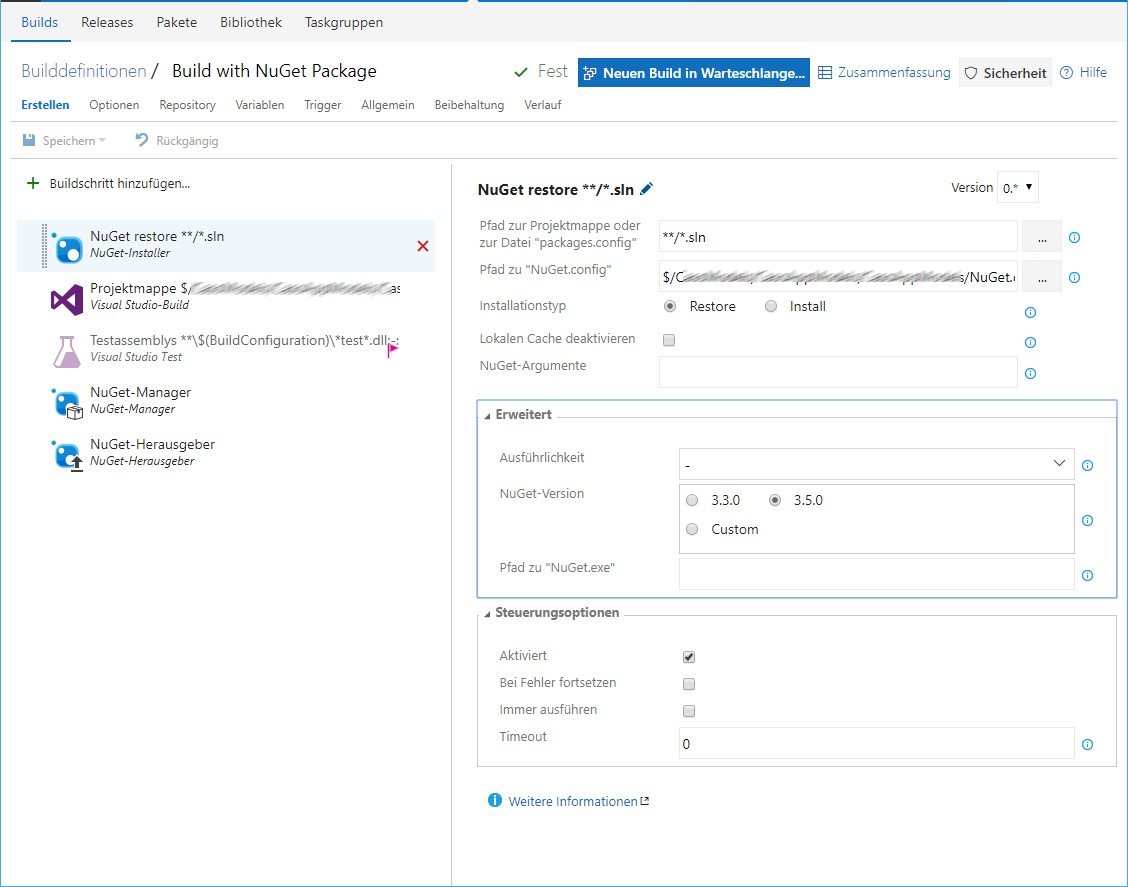 Builds Releases Pakete Bibliothek Taskgruppen
Builddefinitionen / Build with NuGet Package
Fest Neuen Build in Warteschlange... Zusammenfassung Sicherheit Hilfe
Erstellen Optionen Repository Variablen Trigger Allgemein Beibehaltung Verlauf
Speichern Rückgängig
Buildschritt hinzufügen...
NuGet restore **/*.sln
NuGet-Installer
Projektmappe $/
Visual Studio-Build
Testassemblys **\$(BuildConfiguration)\*test*.dll;-:
Visual Studio Test
NuGet-Manager
NuGet-Manager
NuGet-Herausgeber
NuGet-Herausgeber
NuGet restore **/*.sln
Version 0.*
Pfad zur Projektmappe oder
zur Datei "packages.config"
**/*.sln ...
Pfad zu "NuGet.config"
$/ s/NuGet. ...
Installationstyp Restore Install
Lokalen Cache deaktivieren
NuGet-Argumente
Erweitert
Ausführlichkeit -
NuGet-Version 3.3.0 3.5.0
Custom
Pfad zu "NuGet.exe"
Steuerungsoptionen
Aktiviert
Bei Fehler fortsetzen
Immer ausführen
Timeout 0
Weitere Informationen